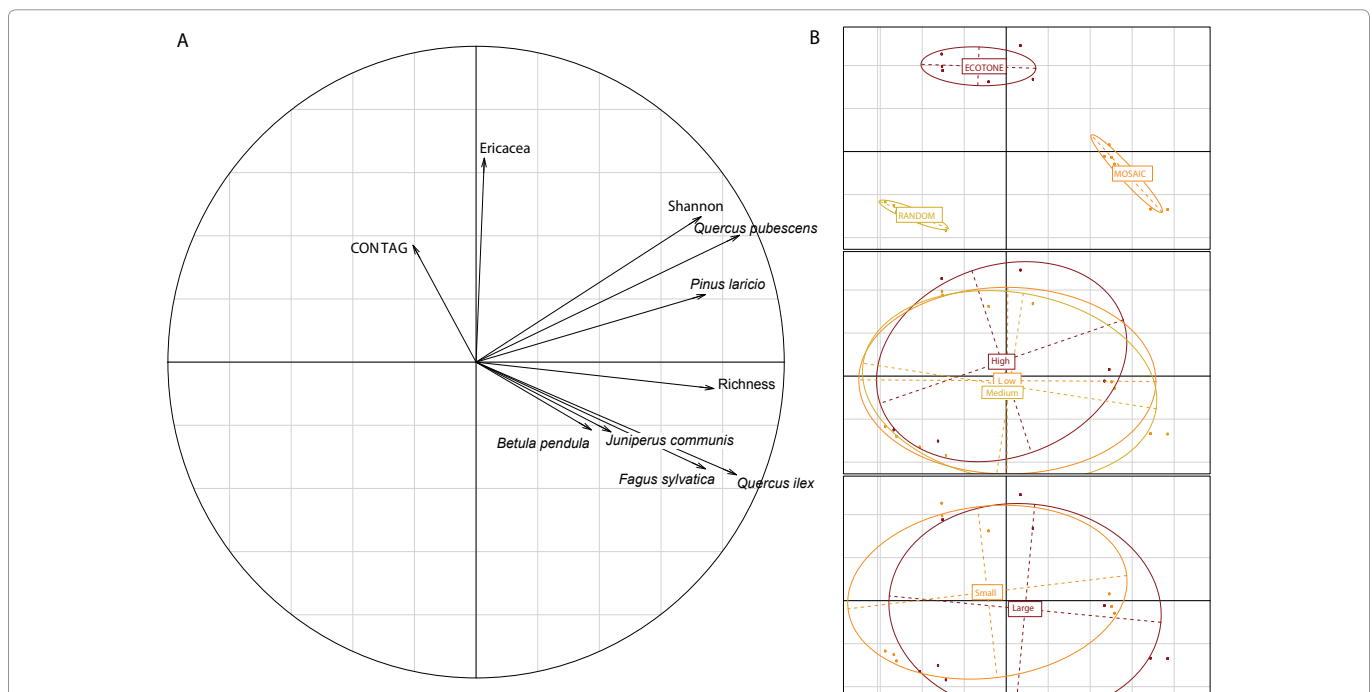 A
Ericacea
Shannon
Quercus pubescens
CONTAG
Pinus laricio
Richness
Betula pendula
Juniperus communis
Fagus sylvatica
Quercus ilex
B
ECOTONE
MOSAIC
RANDOM
High
Low
Medium
Small
Large